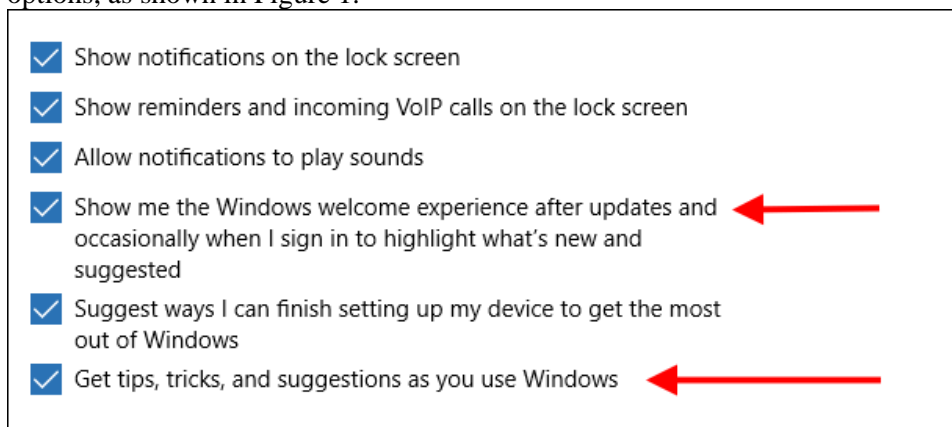 options, as shown in Figure 1.
Show notifications on the lock screen
Show reminders and incoming VoIP calls on the lock screen
Allow notifications to play sounds
Show me the Windows welcome experience after updates and
occasionally when I sign in to highlight what's new and
suggested
Suggest ways I can finish setting up my device to get the most
out of Windows
Get tips, tricks, and suggestions as you use Windows